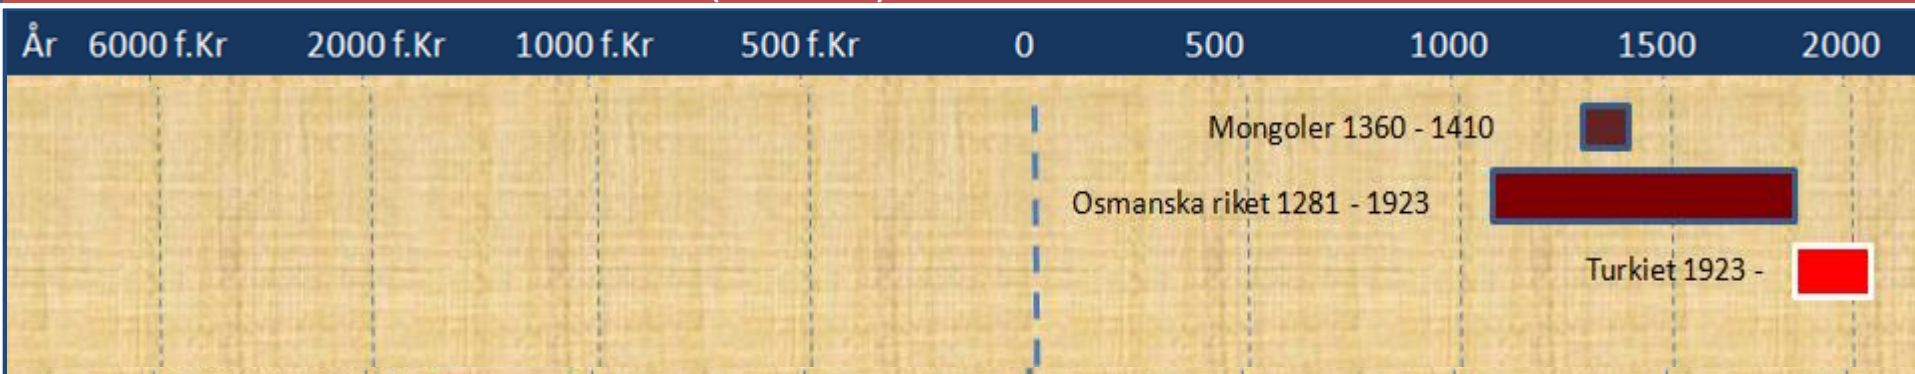 År 6000 f.Kr 2000 f.Kr 1000 f.Kr 500 f.Kr 0 500 1000 1500 2000
Mongoler 1360 - 1410
Osmanska riket 1281 - 1923
Turkiet 1923 -